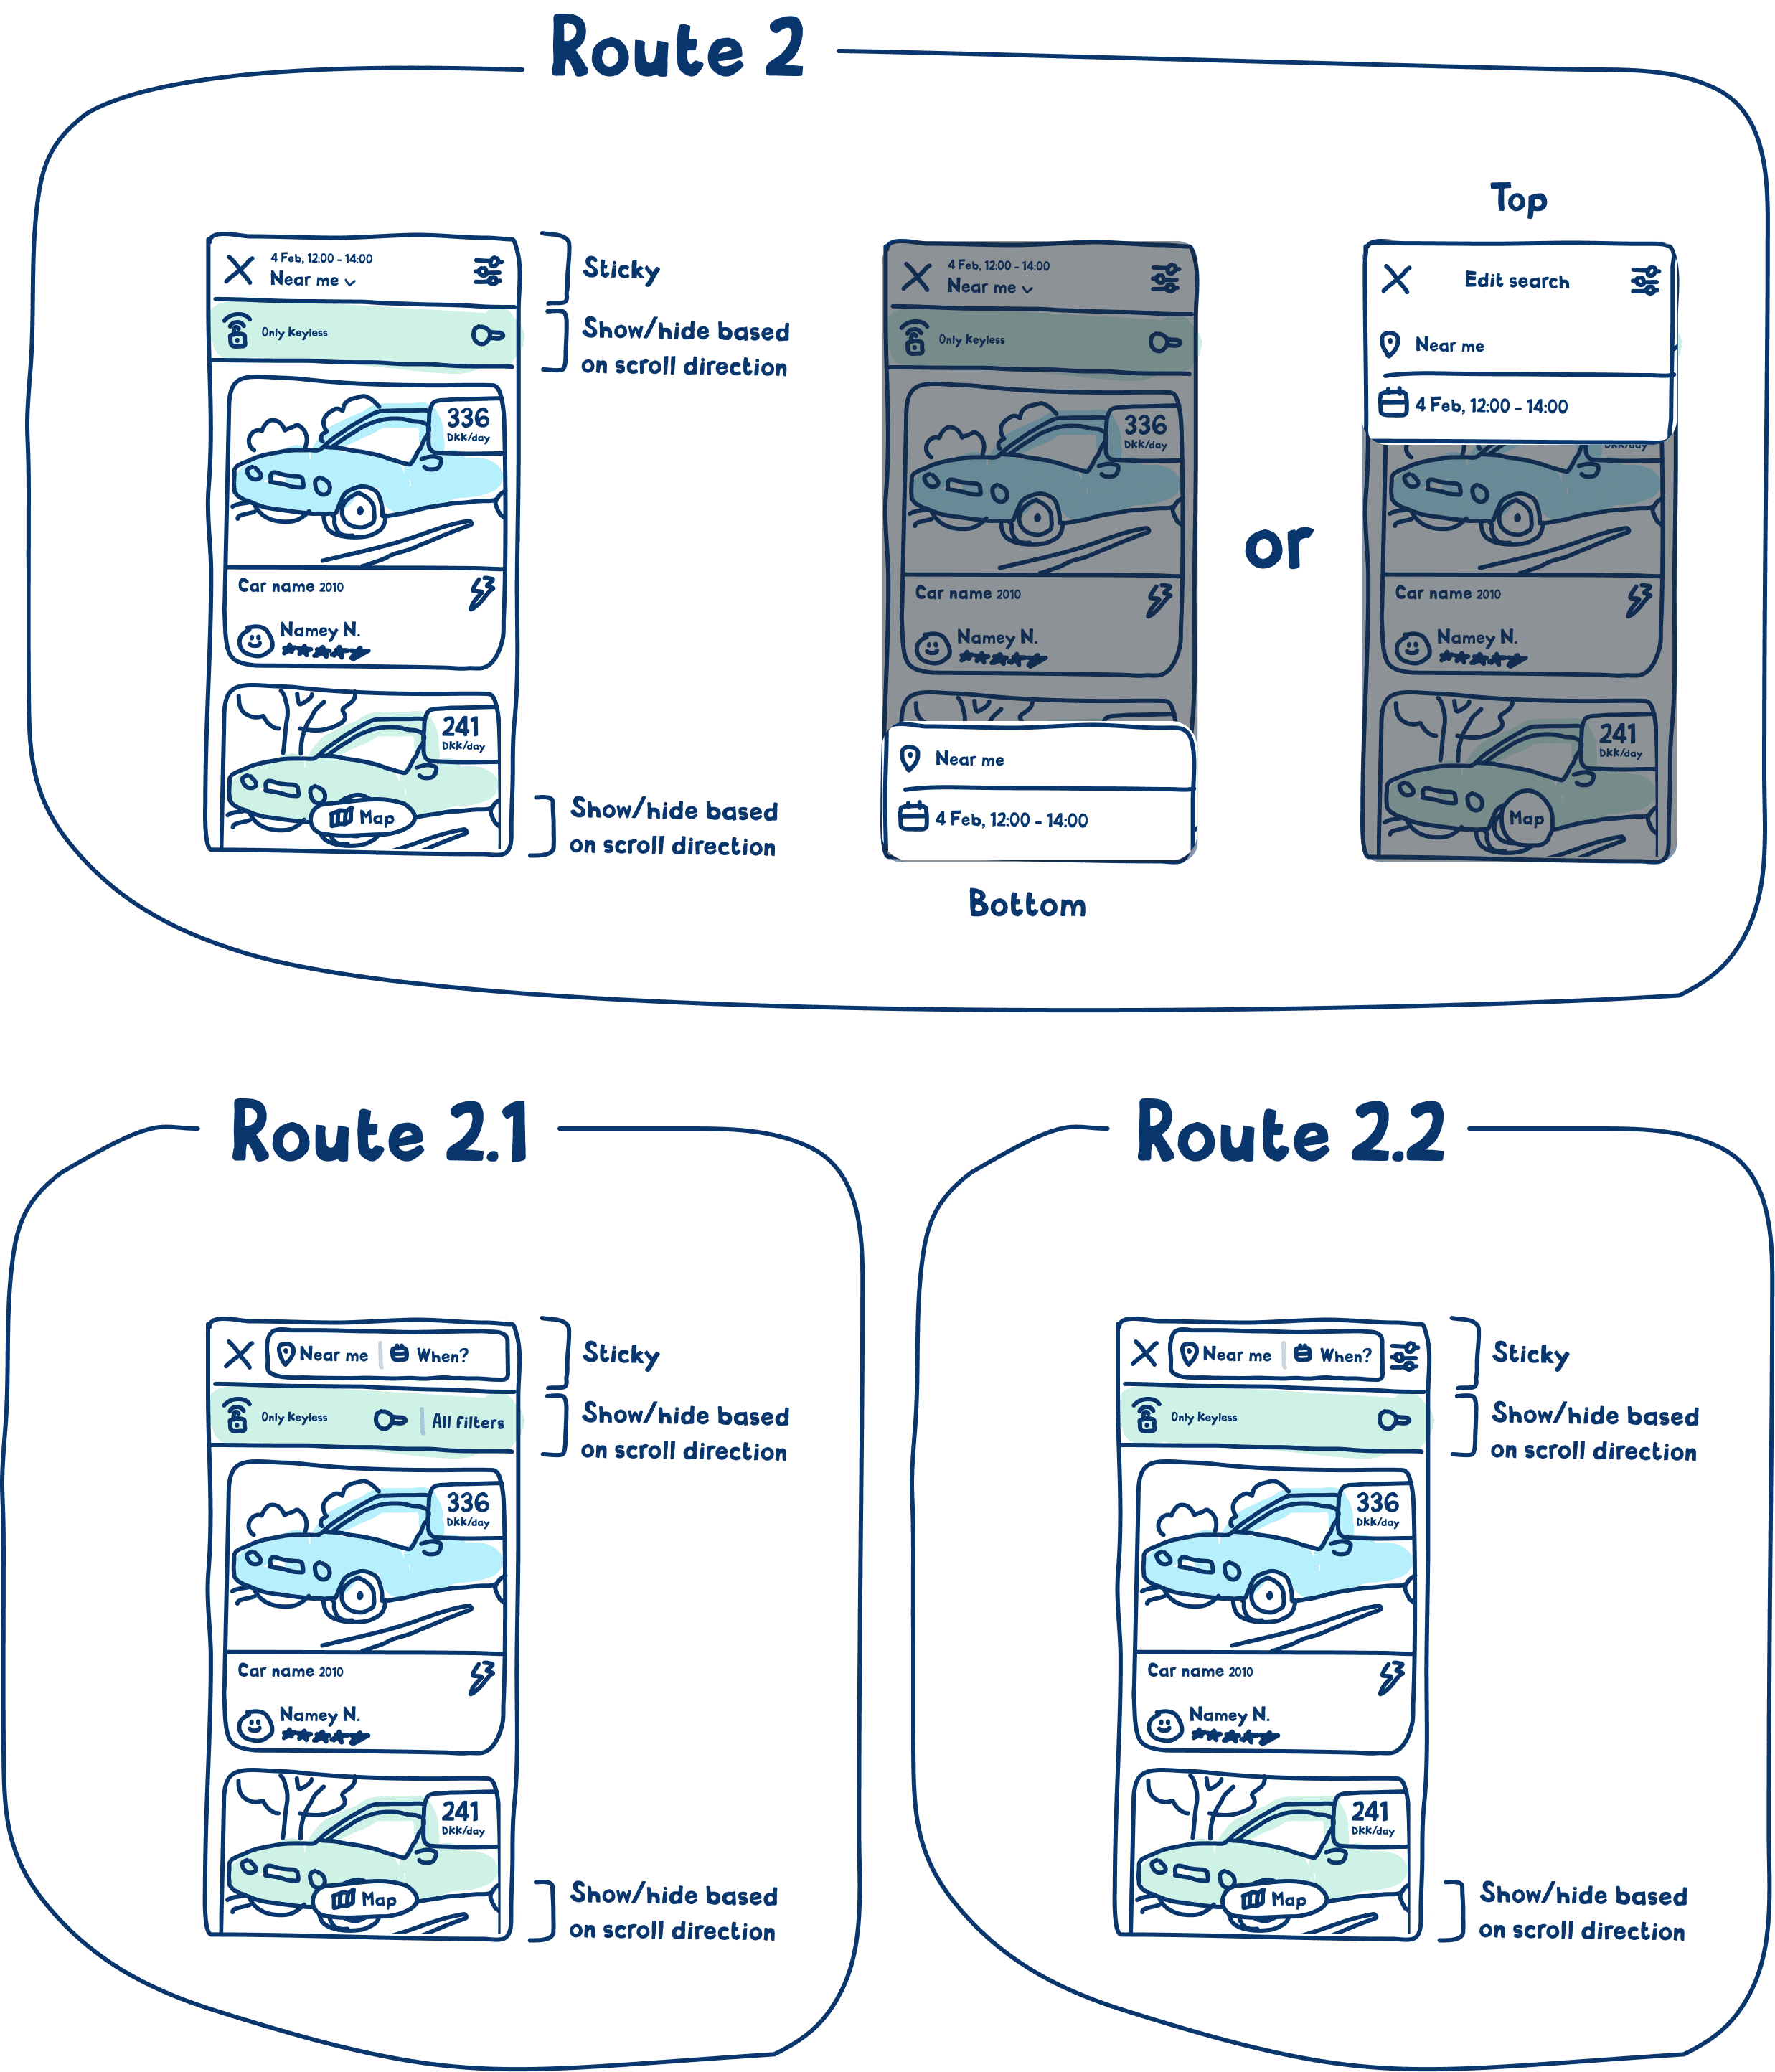 Route 2
4 Feb, 12:00 - 14:00
Near me
Only Keyless
336
DKK/day
Car name 2010
Namey N.
241
DKK/day
Map
Sticky
Show/hide based
on scroll direction
Show/hide based
on scroll direction
4 Feb, 12:00 - 14:00
Near me
Only Keyless
336
DKK/day
Car name 2010
Namey N.
Near me
4 Feb, 12:00 - 14:00
Bottom
or
Top
Edit search
Near me
4 Feb, 12:00 - 14:00
DKK/day
Car name 2010
Namey N.
241
DKK/day
Map
Route 2.1
Near me | When?
Only Keyless | All filters
336
DKK/day
Car name 2010
Namey N.
241
DKK/day
Map
Sticky
Show/hide based
on scroll direction
Show/hide based
on scroll direction
Route 2.2
Near me | When?
Only Keyless
336
DKK/day
Car name 2010
Namey N.
241
DKK/day
Map
Sticky
Show/hide based
on scroll direction
Show/hide based
on scroll direction